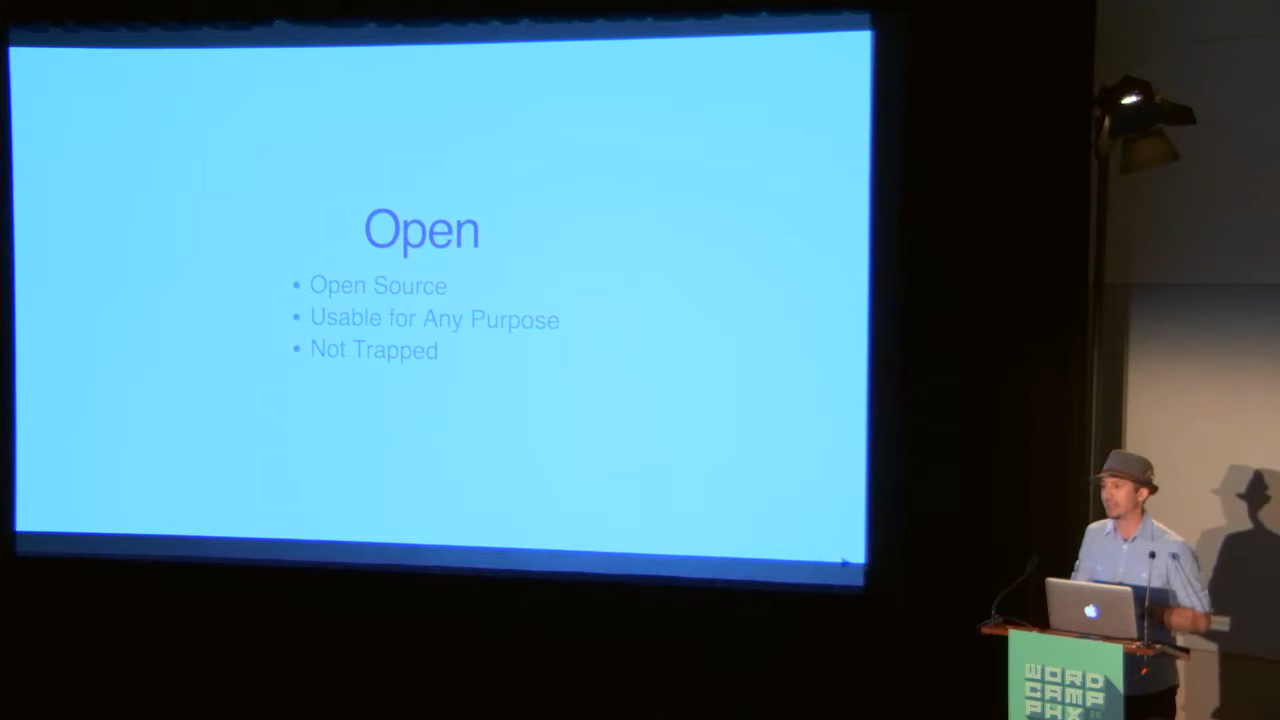 Open
• Open Source
• Usable for Any Purpose
• Not Trapped
WORD
CAMP
PHX